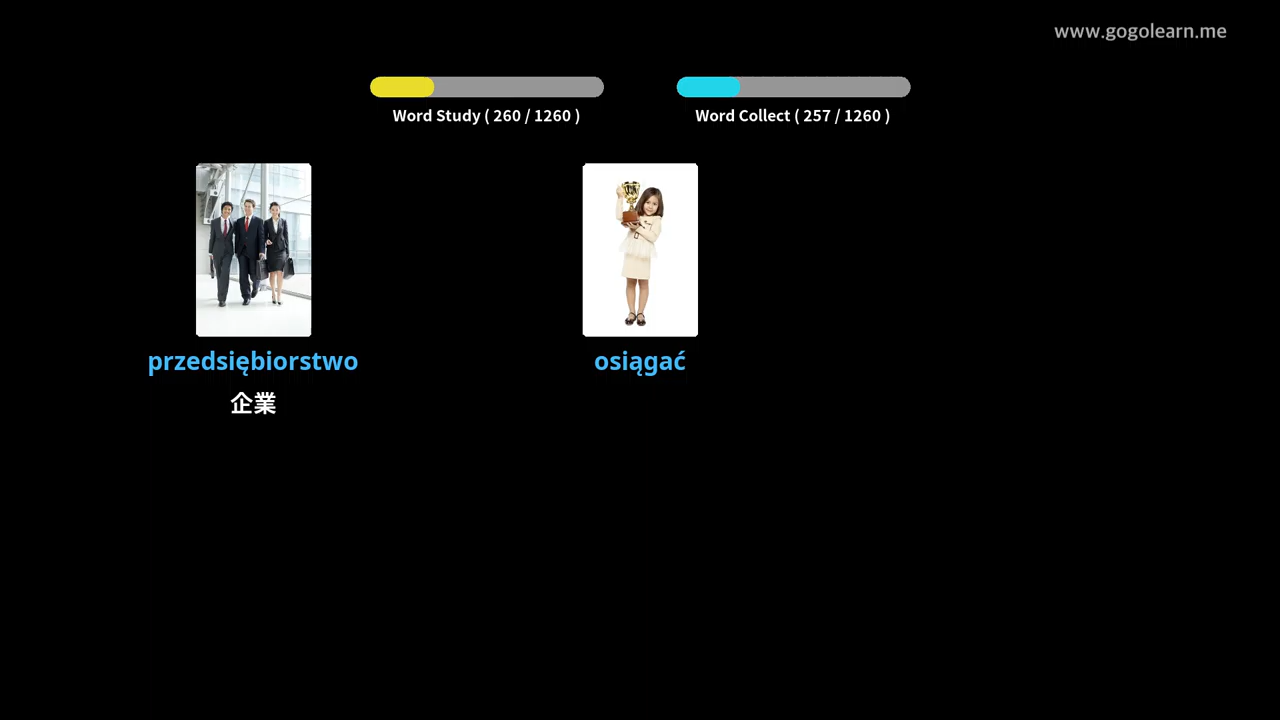 www.gogolearn.me
Word Study ( 260 / 1260 )
Word Collect ( 257 / 1260 )
przedsiębiorstwo
osiągać
企業